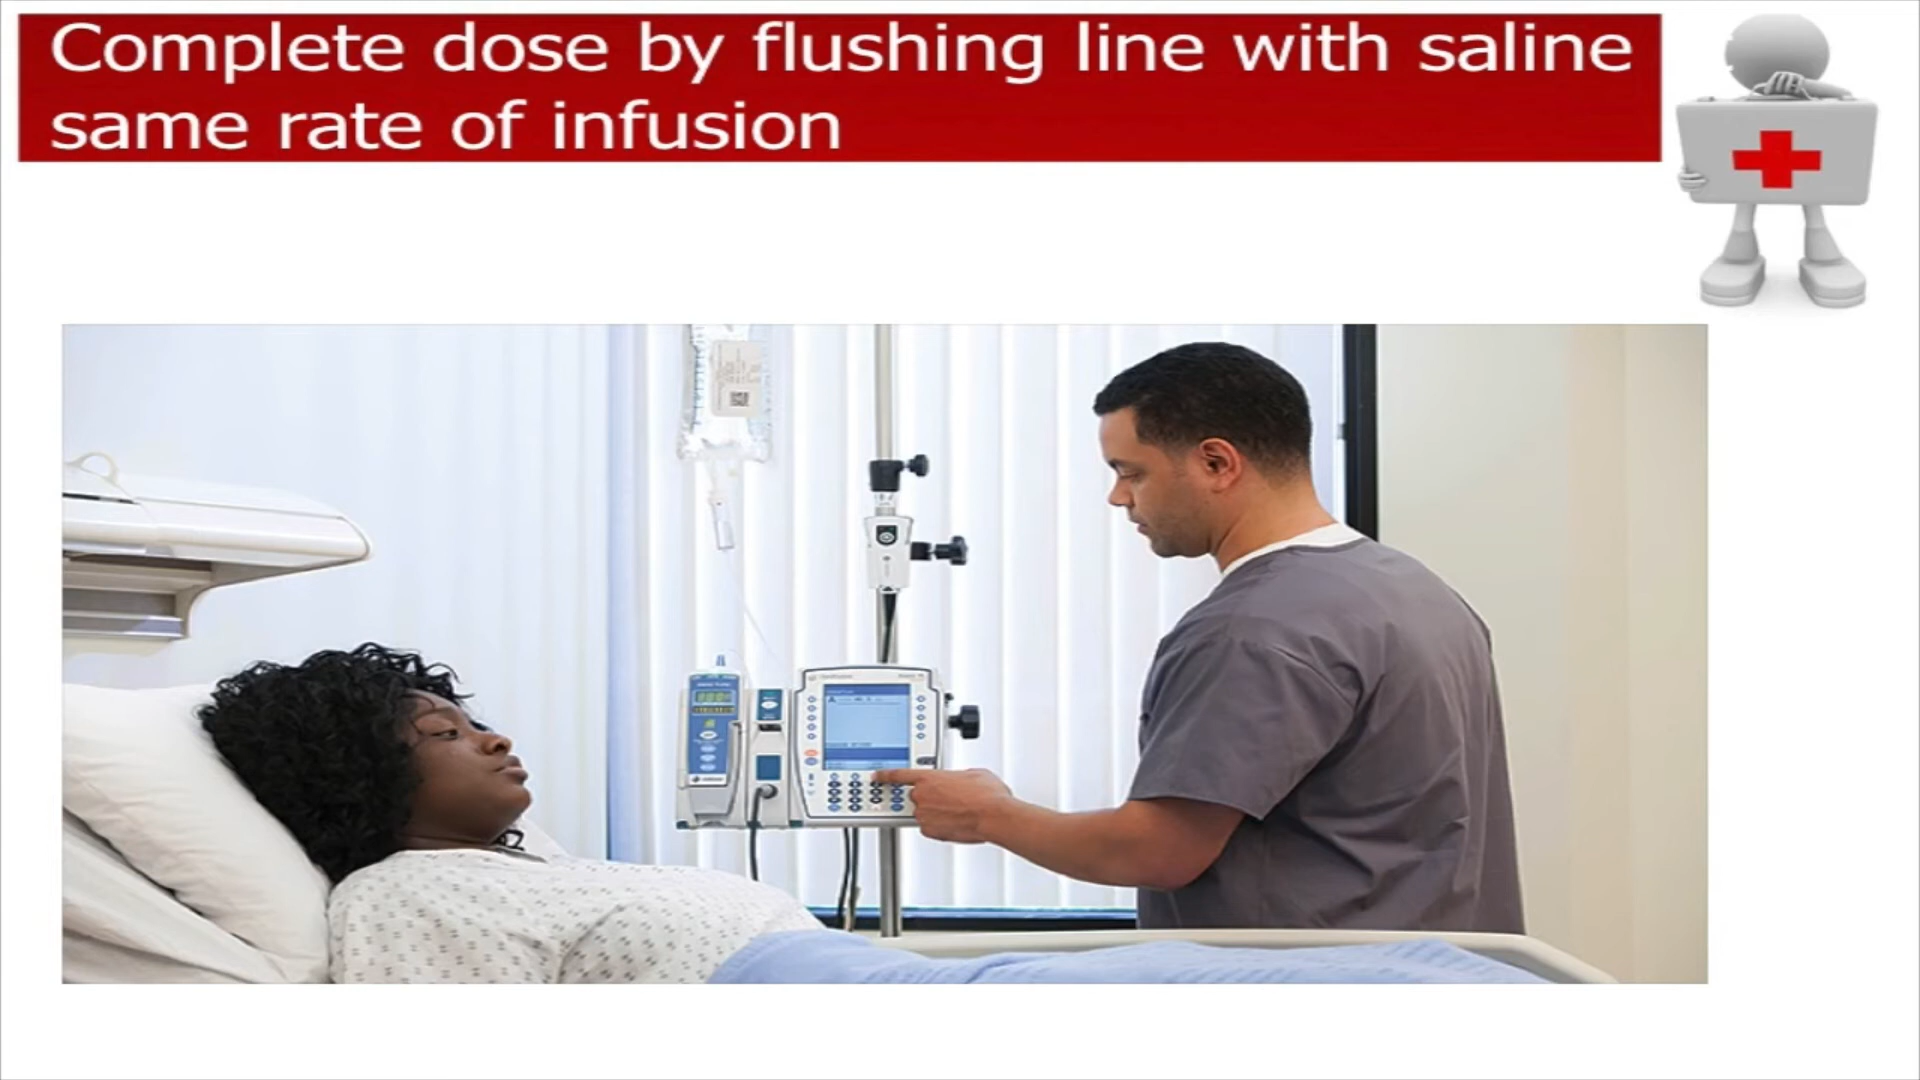 Complete dose by flushing line with saline
same rate of infusion